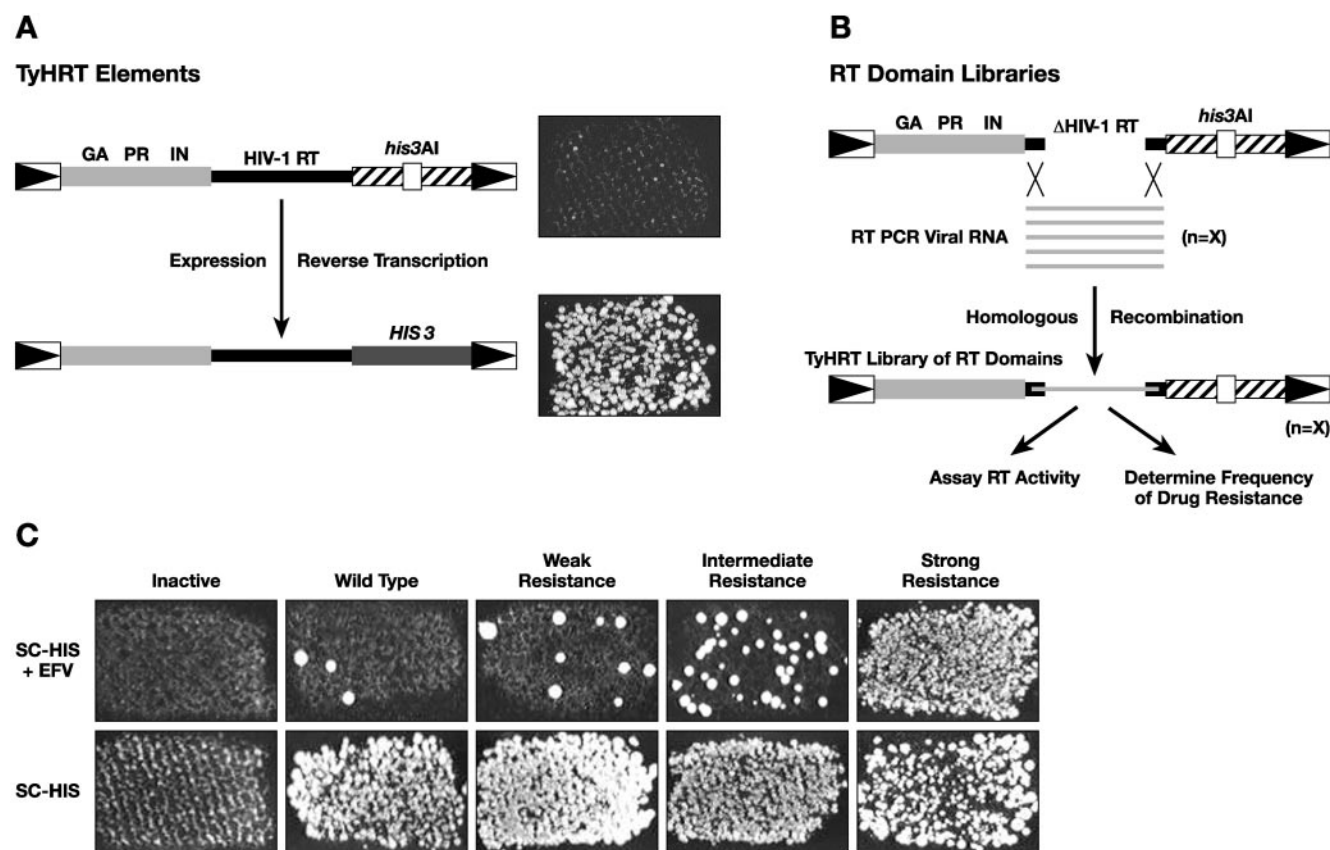 A
TyHRT Elements
GA PR IN
HIV-1 RT
his3AI
Expression
Reverse Transcription
HIS 3
B
RT Domain Libraries
GA PR IN
ΔHIV-1 RT
his3AI
RT PCR Viral RNA
(n=X)
Homologous
Recombination
TyHRT Library of RT Domains
(n=X)
Assay RT Activity
Determine Frequency
of Drug Resistance
C
Inactive
Wild Type
Weak
Resistance
Intermediate
Resistance
Strong
Resistance
SC-HIS
+ EFV
SC-HIS